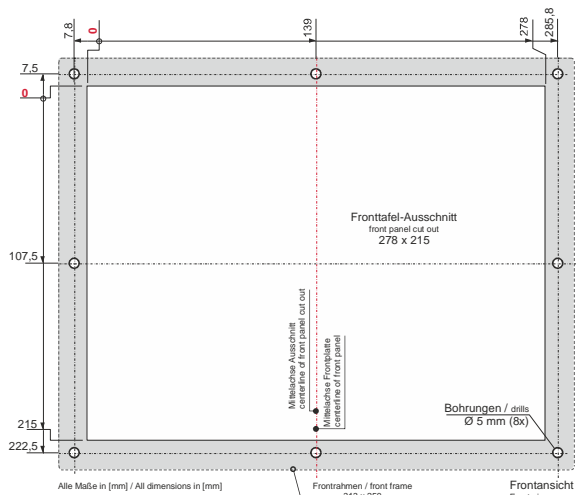 7,8
0
139
278
285,8
7,5
0
107,5
215
222,5
Fronttafel-Ausschnitt
front panel cut out
278 x 215
Mittelachse Ausschnitt
centerline of front panel cut out
Mittelachse Frontplatte
centerline of front panel
Bohrungen / drills
Ø 5 mm (8x)
Alle Maße in [mm] / All dimensions in [mm]
Frontrahmen / front frame
Frontansicht